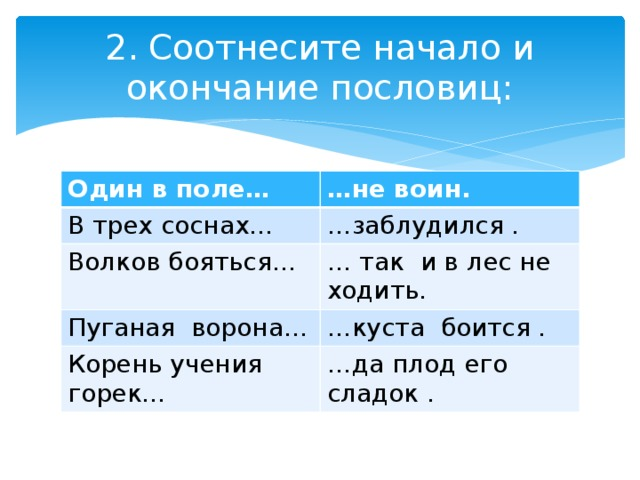 2. Соотнесите начало и
окончание пословиц:
Один в поле… …не воин.
В трех соснах… …заблудился .
Волков бояться… … так и в лес не
ходить.
Пуганая ворона… …куста боится .
Корень учения …да плод его
горек… сладок .